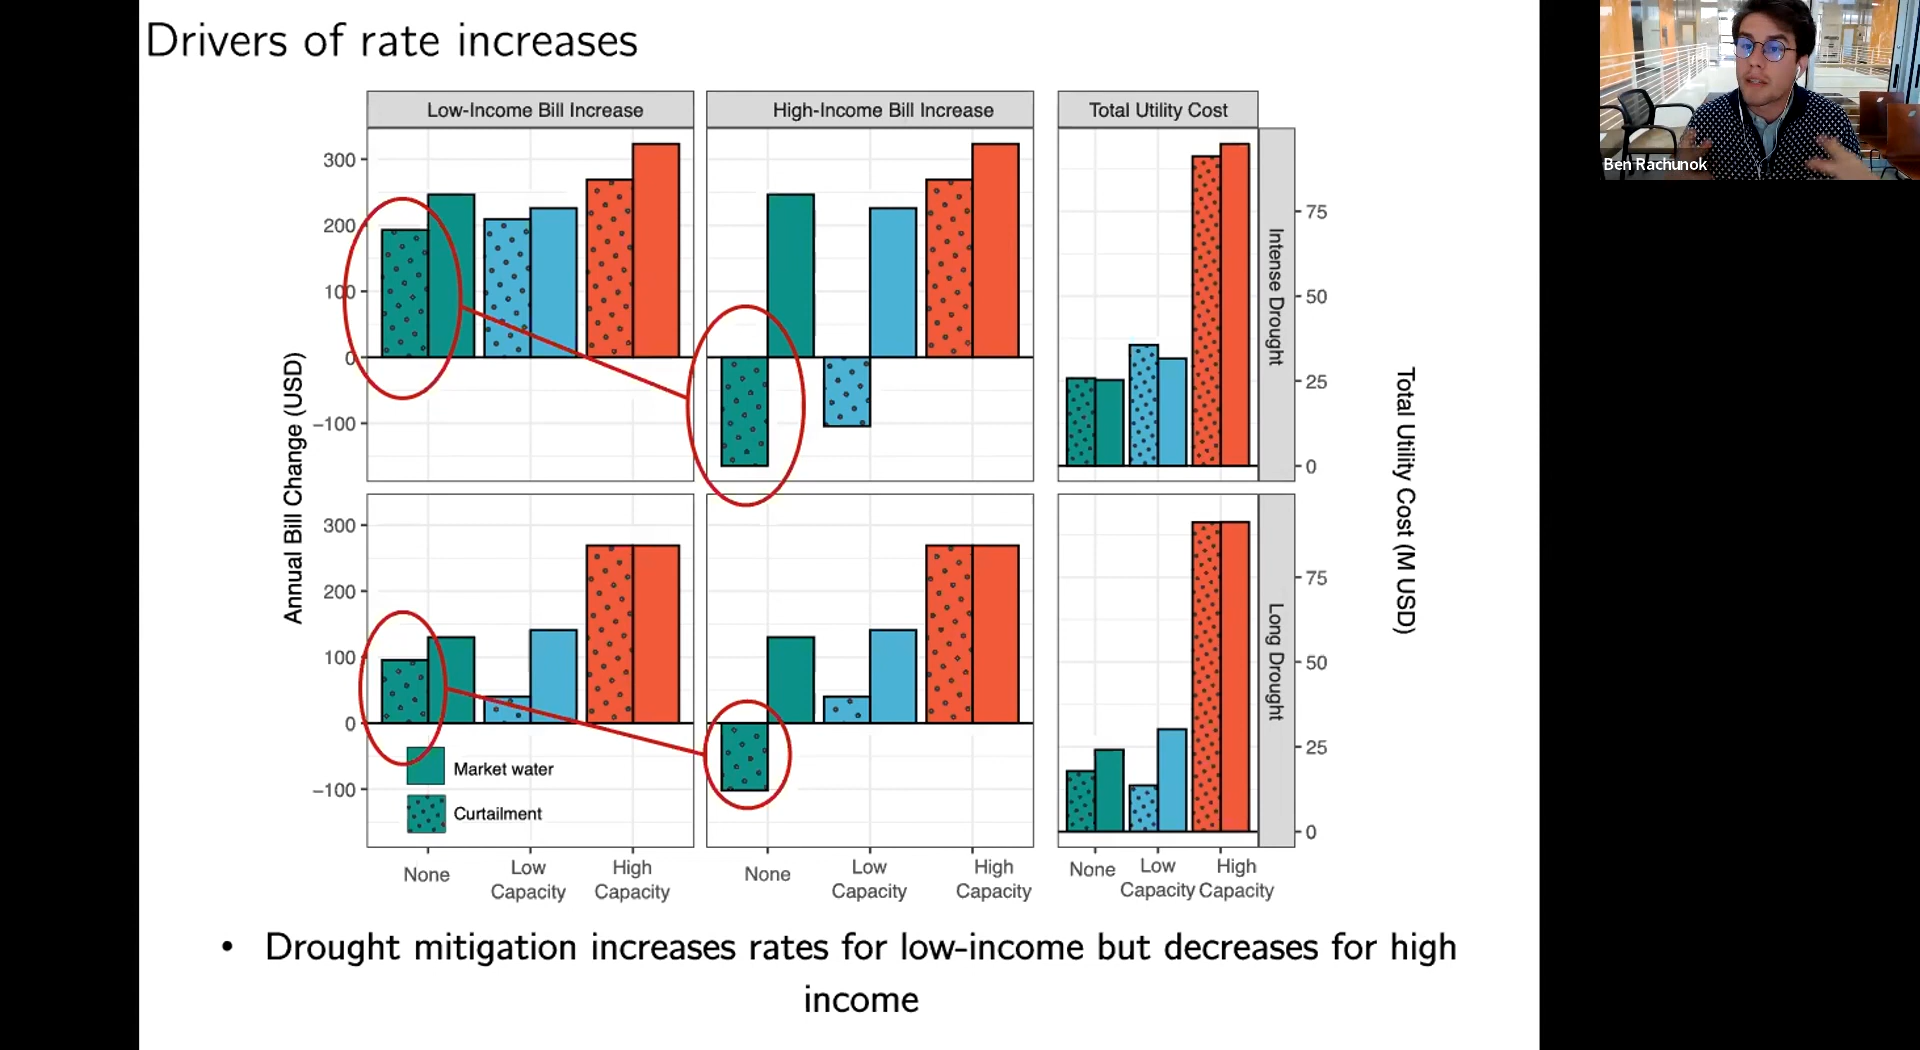 Drivers of rate increases
Ben Rachunok
Low-Income Bill Increase
High-Income Bill Increase
Total Utility Cost
Annual Bill Change (USD)
300
200
100
0
−100
75
50
25
0
Intense Drought
300
200
100
0
−100
75
50
25
0
Long Drought
Total Utility Cost (M USD)
Market water
Curtailment
None
Low
Capacity
High
Capacity
None
Low
Capacity
High
Capacity
None
Low
Capacity
High
Capacity
• Drought mitigation increases rates for low-income but decreases for high
income